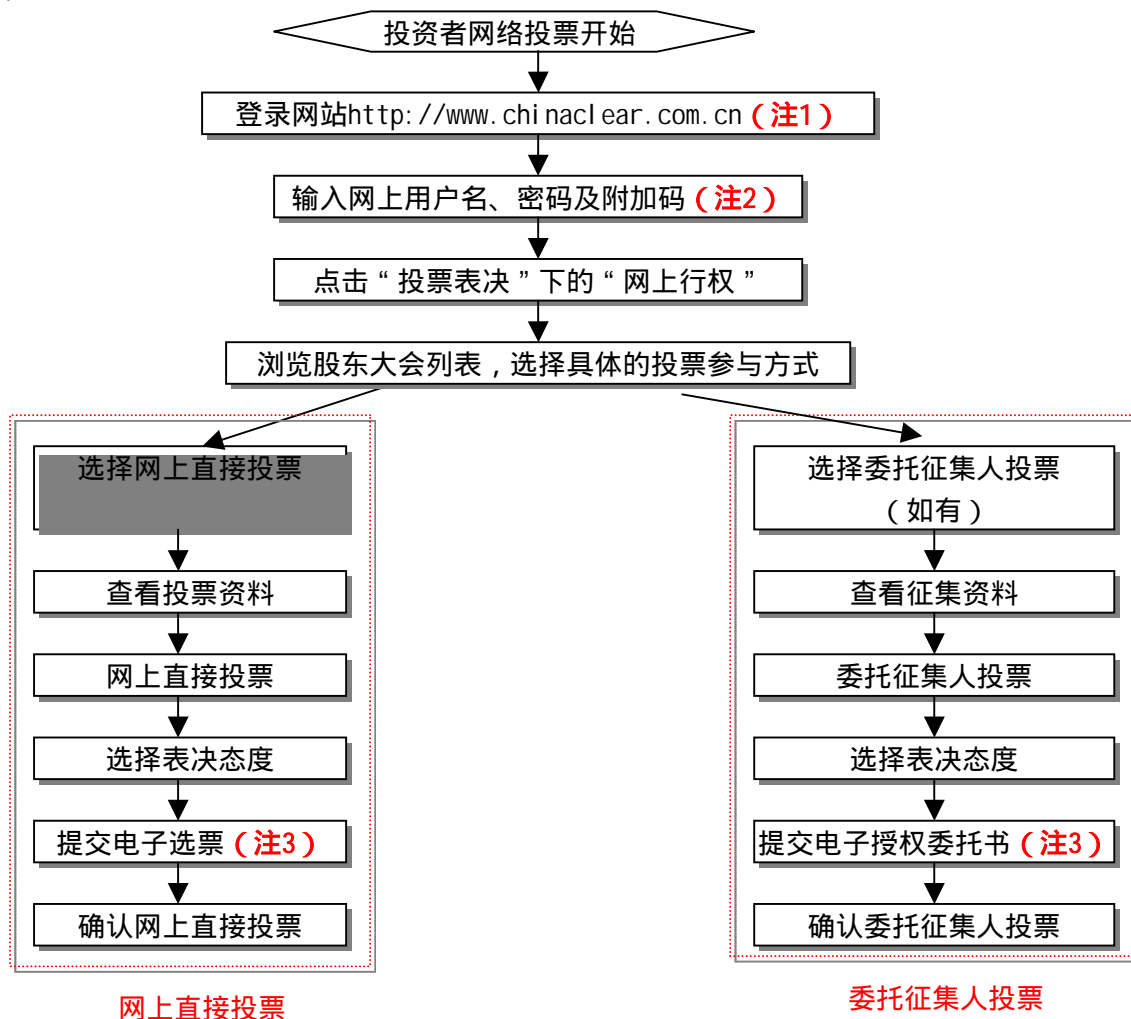 投资者网络投票开始
登录网站http://www.chinaclear.com.cn（注1）
输入网上用户名、密码及附加码（注2）
点击“投票表决”下的“网上行权”
浏览股东大会列表，选择具体的投票参与方式
选择网上直接投票
查看投票资料
网上直接投票
选择表决态度
提交电子选票（注3）
确认网上直接投票
网上直接投票
选择委托征集人投票
（如有）
查看征集资料
委托征集人投票
选择表决态度
提交电子授权委托书（注3）
确认委托征集人投票
委托征集人投票